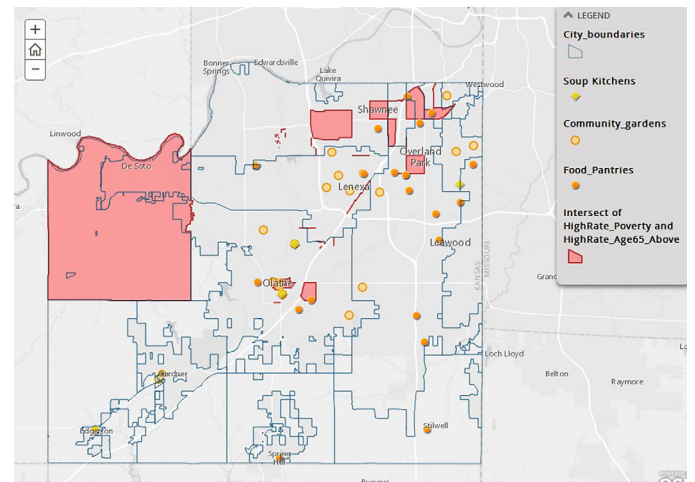 +
−
LEGEND
City_boundaries
Soup Kitchens
Community_gardens
Food_Pantries
Intersect of
HighRate_Poverty and
HighRate_Age65_Above
Bonner
Springs
Edwardsville
Lake
Quivira
Westwood
Shawnee
Linwood
De Soto
Overland
Park
Lenexa
Leawood
KANSAS
MISSOURI
Olathe
Loch Lloyd
Belton
Raymore
Gardner
Edgerton
Stilwell
Spring
Hill